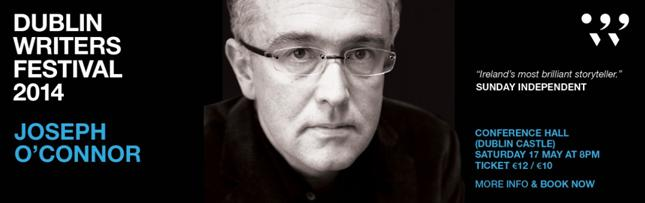 DUBLIN
WRITERS
FESTIVAL
2014
JOSEPH
O'CONNOR
"Ireland's most brilliant storyteller."
SUNDAY INDEPENDENT
CONFERENCE HALL
(DUBLIN CASTLE)
SATURDAY 17 MAY AT 8PM
TICKET €12 / €10
MORE INFO & BOOK NOW